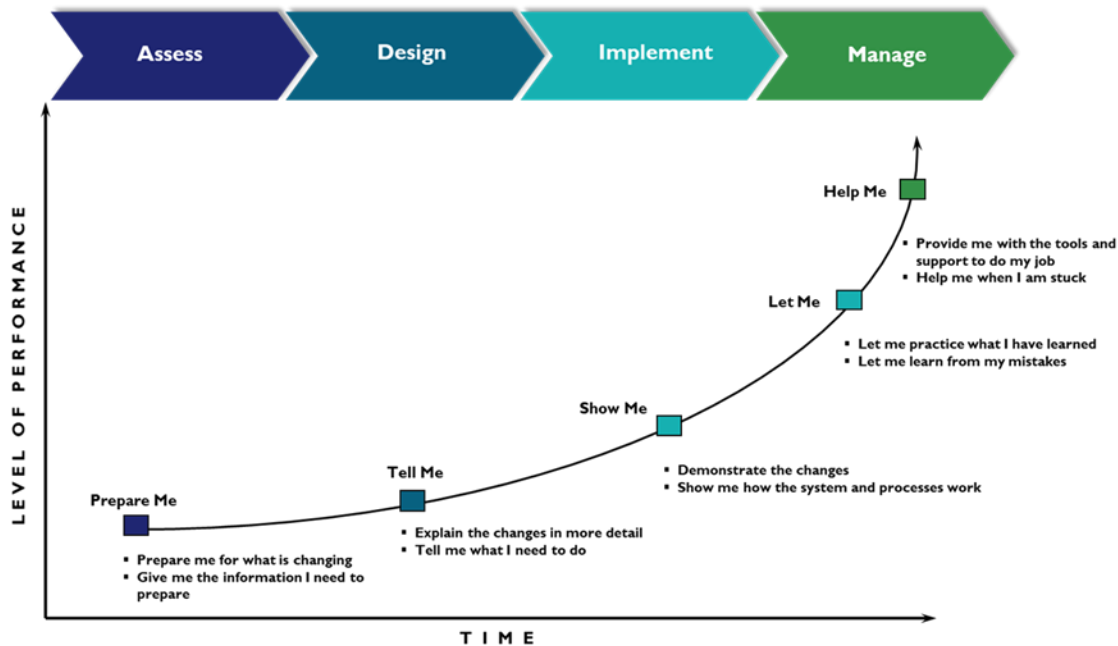 Assess
Design
Implement
Manage
LEVEL OF PERFORMANCE
Help Me
▪ Provide me with the tools and
support to do my job
▪ Help me when I am stuck
Let Me
▪ Let me practice what I have learned
▪ Let me learn from my mistakes
Show Me
▪ Demonstrate the changes
▪ Show me how the system and processes work
Tell Me
▪ Explain the changes in more detail
▪ Tell me what I need to do
Prepare Me
▪ Prepare me for what is changing
▪ Give me the information I need to
prepare
TIME